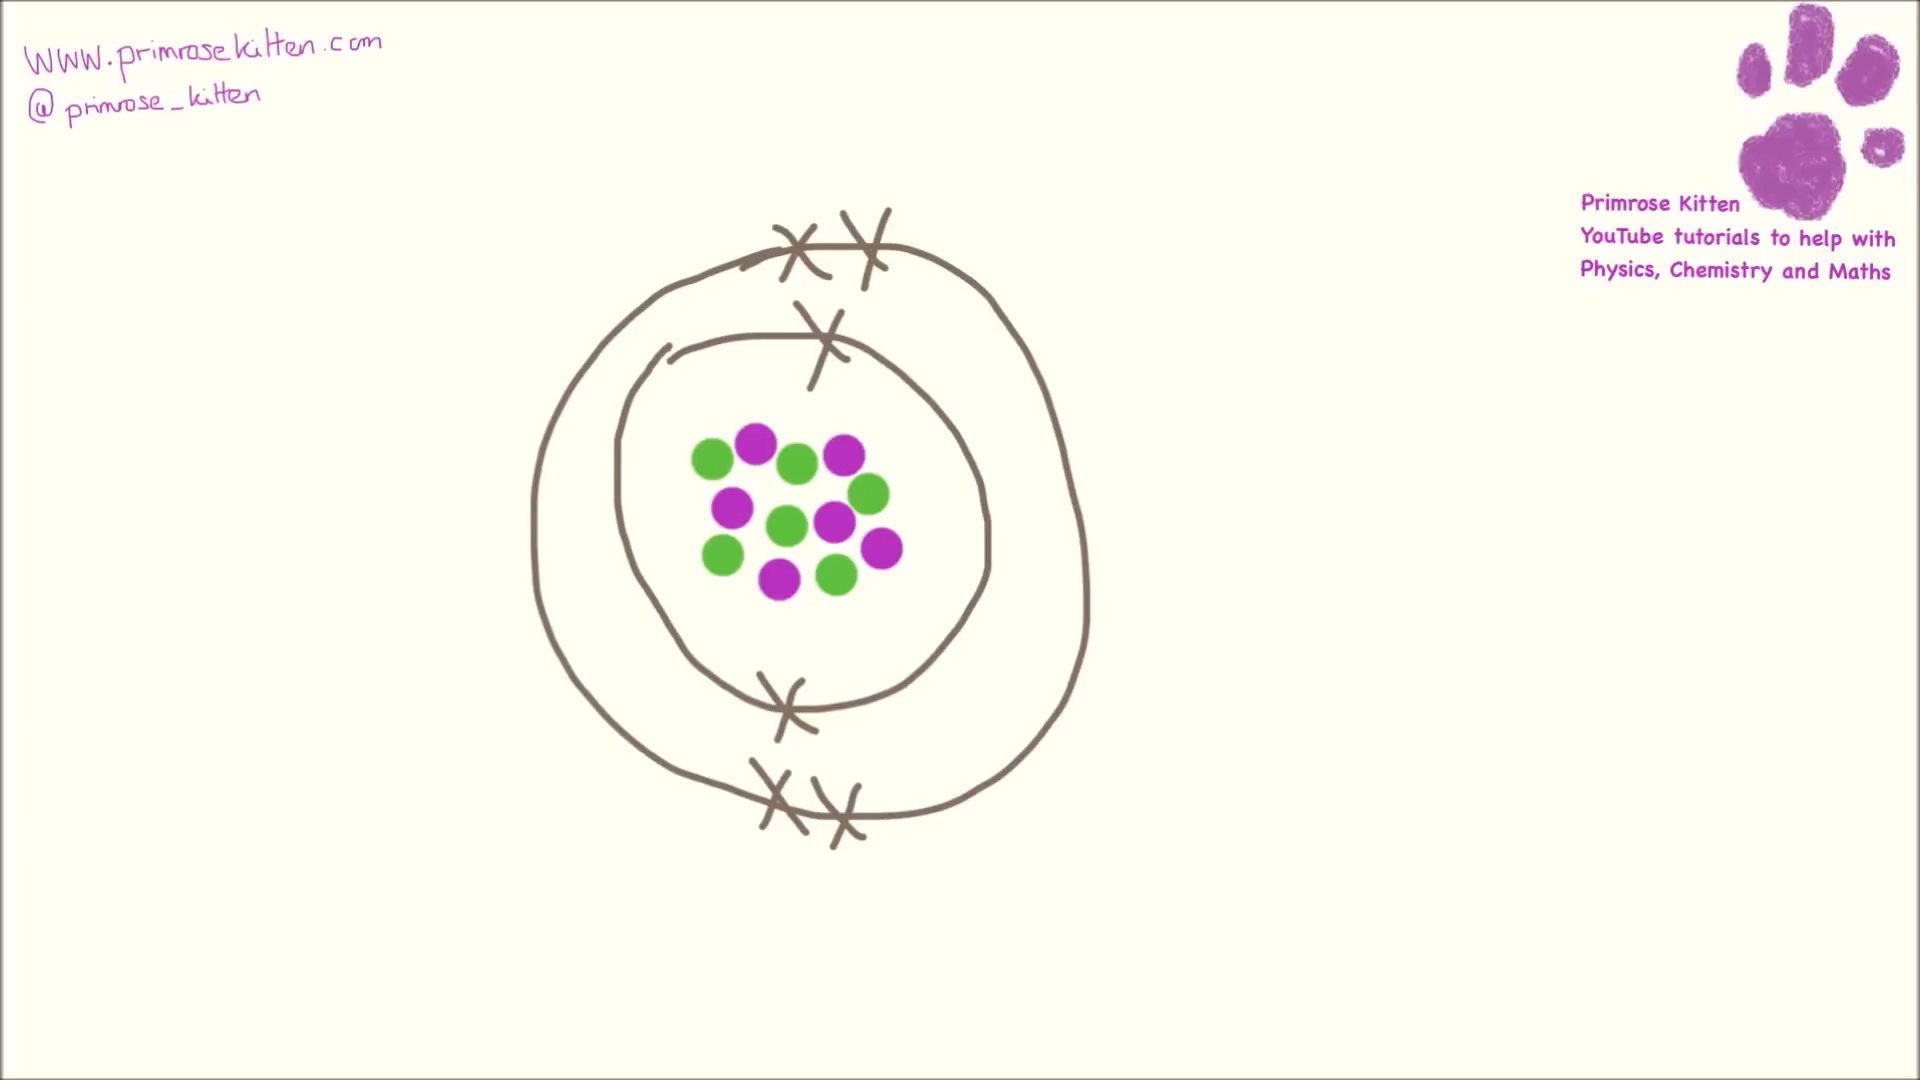 www.primrosekitten.com
@primrose_kitten
Primrose Kitten
YouTube tutorials to help with
Physics, Chemistry and Maths